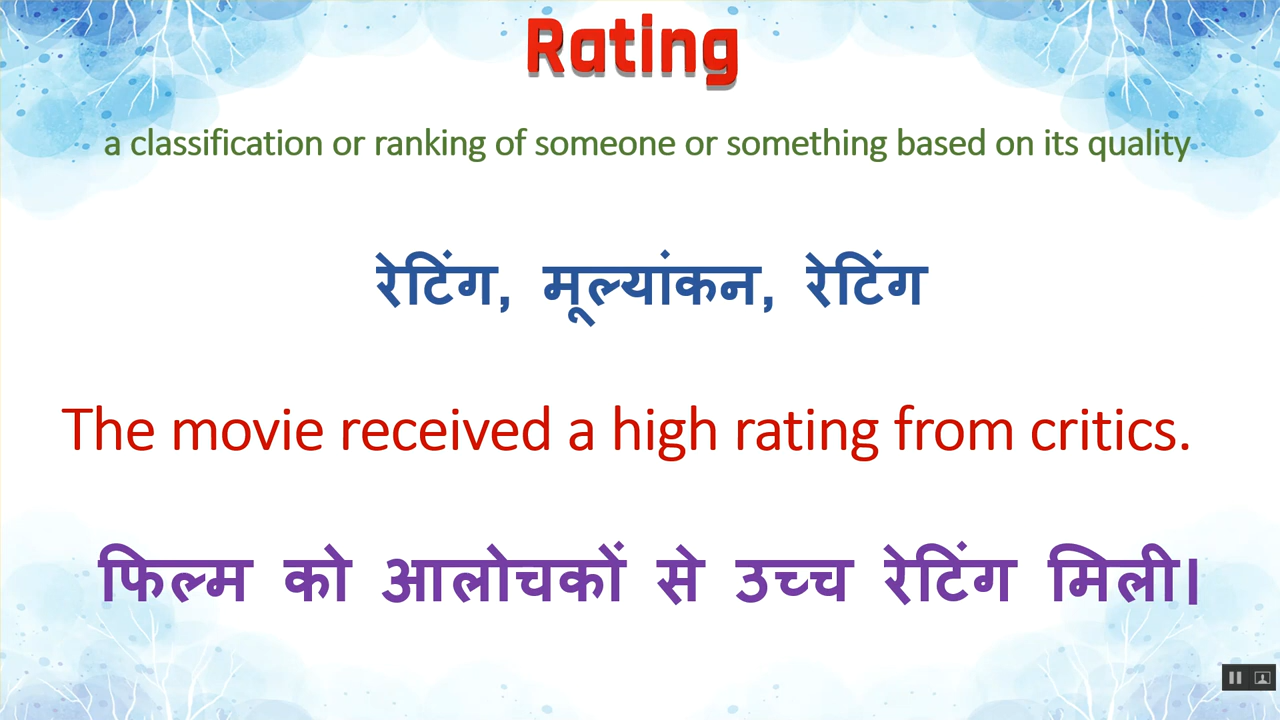 Rating
a classification or ranking of someone or something based on its quality
रेटिंग, मूल्यांकन, रेटिंग
The movie received a high rating from critics.
फिल्म को आलोचकों से उच्च रेटिंग मिली।